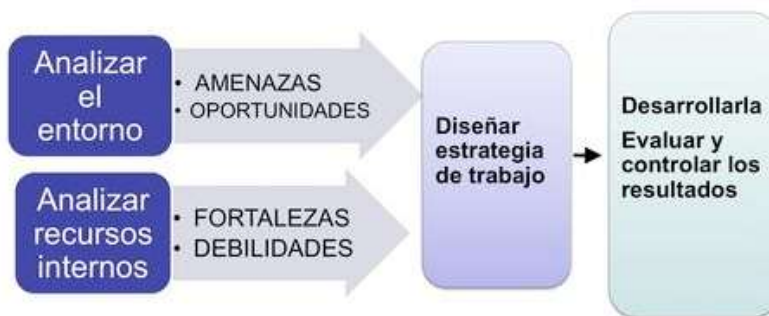 Analizar
el
entorno
• AMENAZAS
• OPORTUNIDADES
Analizar
recursos
internos
• FORTALEZAS
• DEBILIDADES
Diseñar
estrategia
de trabajo
Desarrollarla
Evaluar y
controlar los
resultados